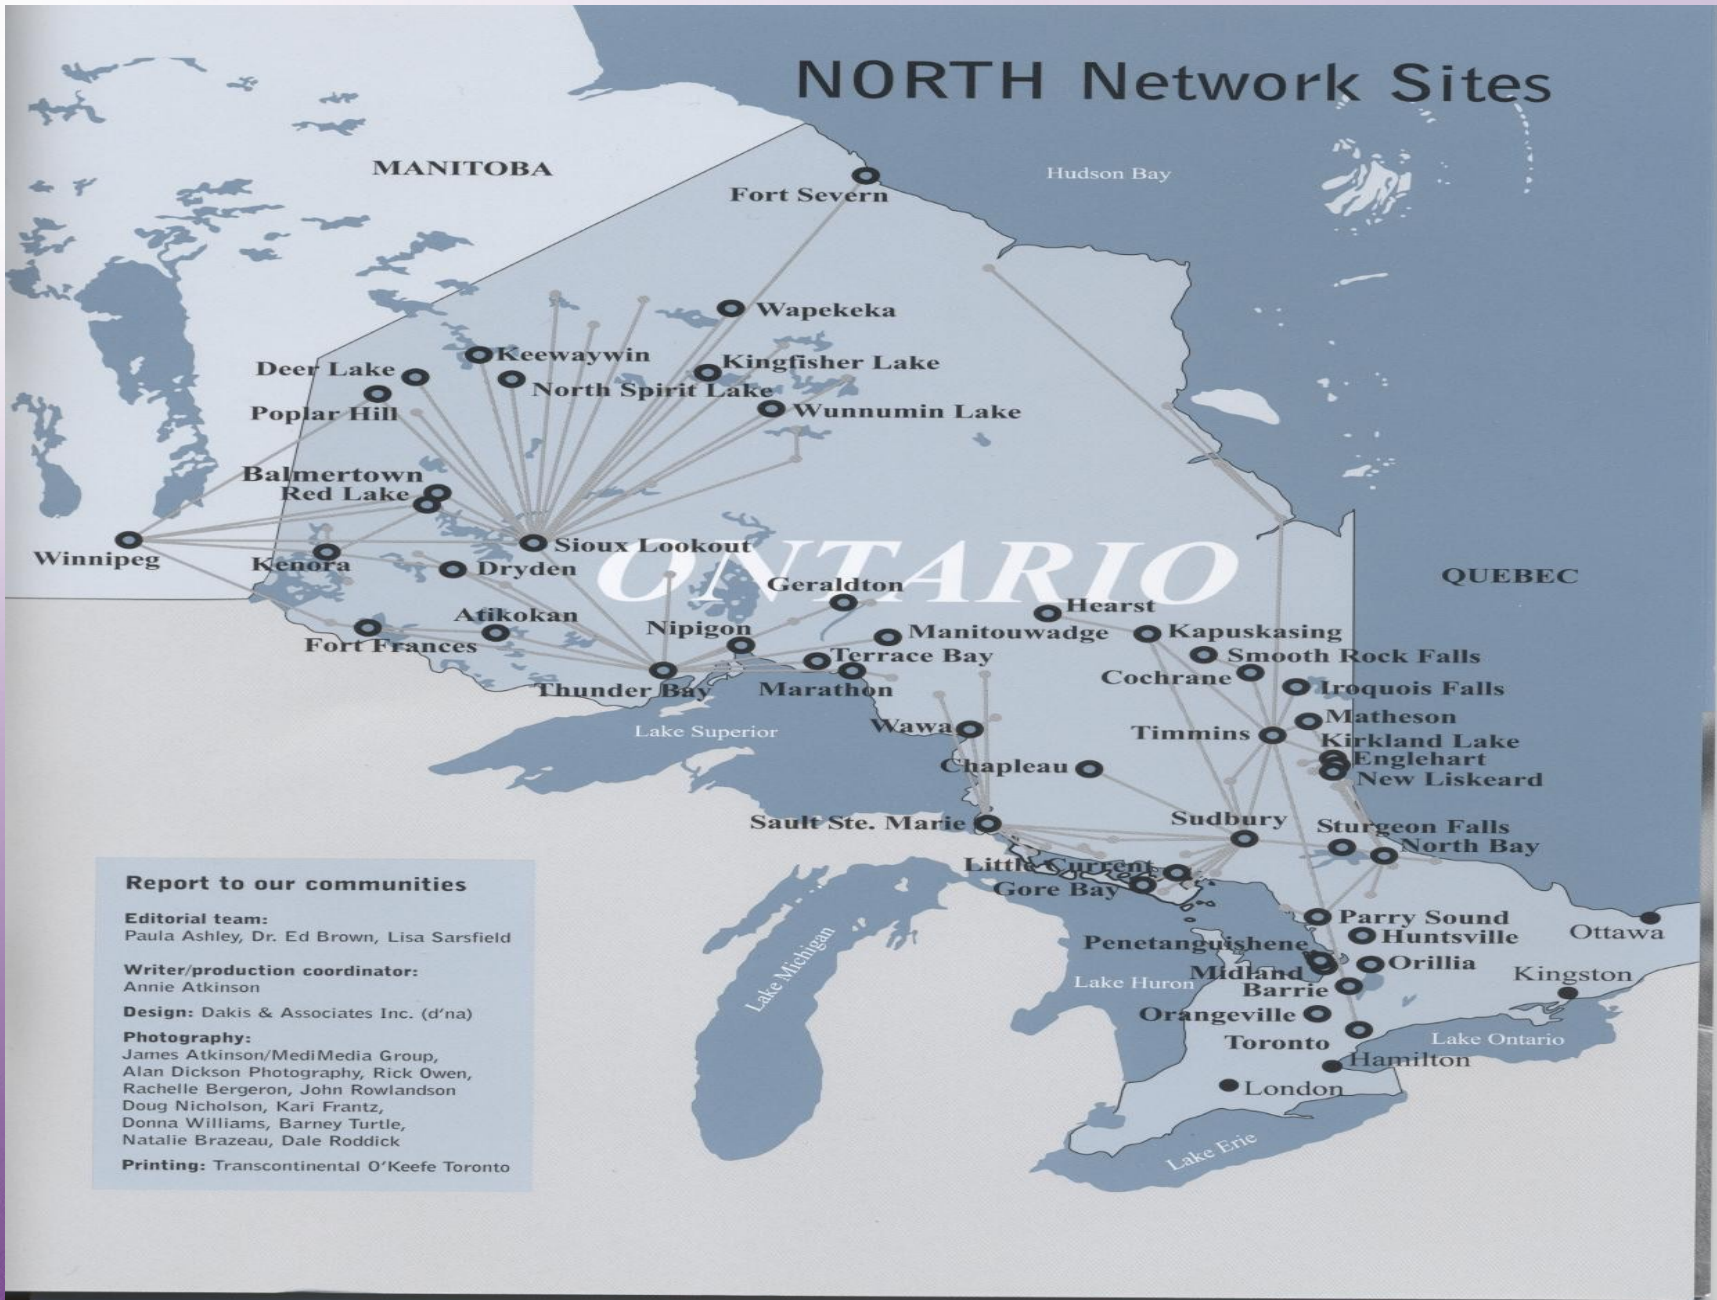 NORTH Network Sites
MANITOBA
Hudson Bay
Fort Severn
Wapekeka
Keewaywin
Kingfisher Lake
Deer Lake
North Spirit Lake
Poplar Hill
Wunnumin Lake
Balmertown
Red Lake
Sioux Lookout
ONTARIO
Winnipeg
Kenora
Dryden
QUEBEC
Geraldton
Hearst
Atikokan
Nipigon
Manitouwadge
Kapuskasing
Fort Frances
Terrace Bay
Smooth Rock Falls
Cochrane
Thunder Bay
Marathon
Iroquois Falls
Lake Superior
Wawa
Matheson
Timmins
Kirkland Lake
Englehart
Chapleau
New Liskeard
Sault Ste. Marie
Sudbury
Sturgeon Falls
North Bay
Little Current
Gore Bay
Parry Sound
Ottawa
Huntsville
Penetanguishene
Orillia
Midland
Kingston
Lake Michigan
Lake Huron
Barrie
Orangeville
Toronto
Lake Ontario
Hamilton
London
Lake Erie
Report to our communities
Editorial team:
Paula Ashley, Dr. Ed Brown, Lisa Sarsfield
Writer/production coordinator:
Annie Atkinson
Design: Dakis & Associates Inc. (d'na)
Photography:
James Atkinson/MediMedia Group,
Alan Dickson Photography, Rick Owen,
Rachelle Bergeron, John Rowlandson
Doug Nicholson, Kari Frantz,
Donna Williams, Barney Turtle,
Natalie Brazeau, Dale Roddick
Printing: Transcontinental O'Keefe Toronto